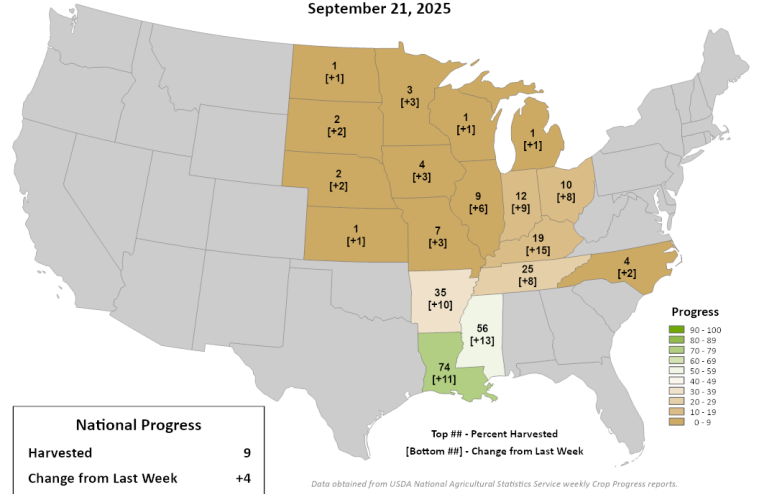 September 21, 2025
1
[+1]
3
[+3]
1
[+1]
1
[+1]
2
[+2]
2
[+2]
4
[+3]
9
[+6]
12
[+9]
10
[+8]
1
[+1]
7
[+3]
19
[+15]
25
[+8]
4
[+2]
35
[+10]
56
[+13]
74
[+11]
Progress
90 - 100
80 - 89
70 - 79
60 - 69
50 - 59
40 - 49
30 - 39
20 - 29
10 - 19
0 - 9
National Progress
Harvested 9
Change from Last Week +4
Top ## - Percent Harvested
[Bottom ##] - Change from Last Week
Data obtained from USDA National Agricultural Statistics Service weekly Crop Progress reports.